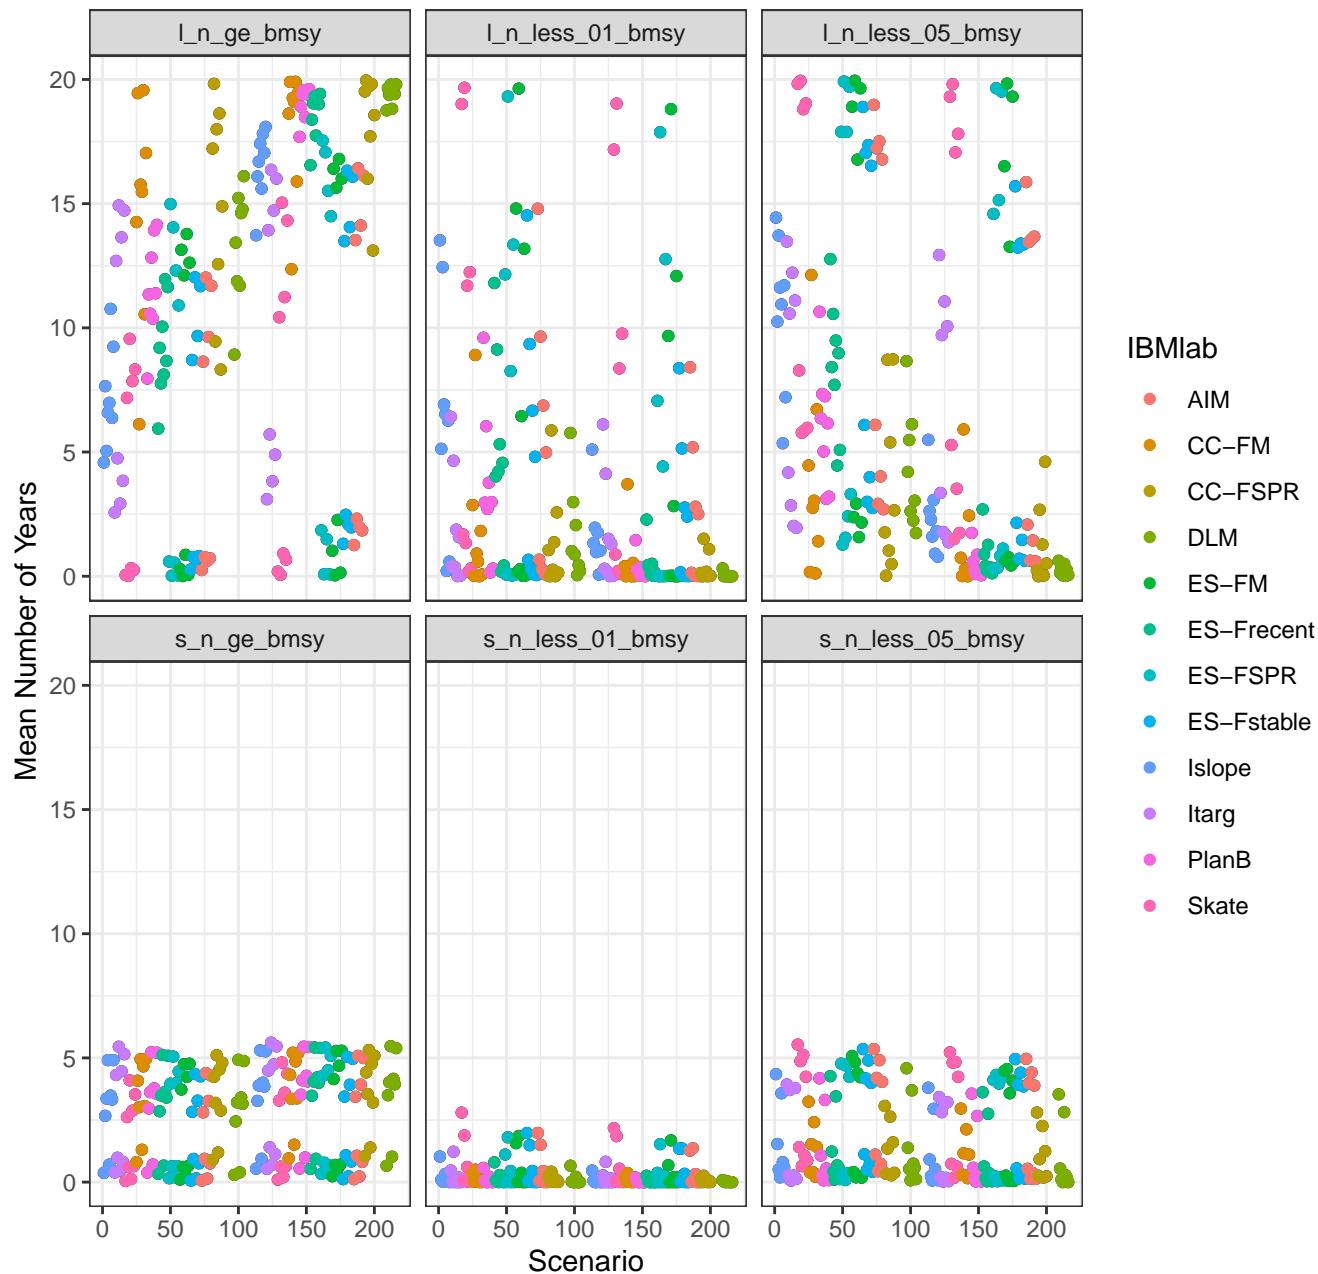 l_n_ge_bmsy
l_n_less_01_bmsy
l_n_less_05_bmsy
20
15
10
5
0
s_n_ge_bmsy
s_n_less_01_bmsy
s_n_less_05_bmsy
20
15
10
5
0
0 50 100 150 200
0 50 100 150 200
0 50 100 150 200
Scenario
Mean Number of Years
IBMlab
AIM
CC−FM
CC−FSPR
DLM
ES−FM
ES−Frecent
ES−FSPR
ES−Fstable
Islope
Itarg
PlanB
Skate